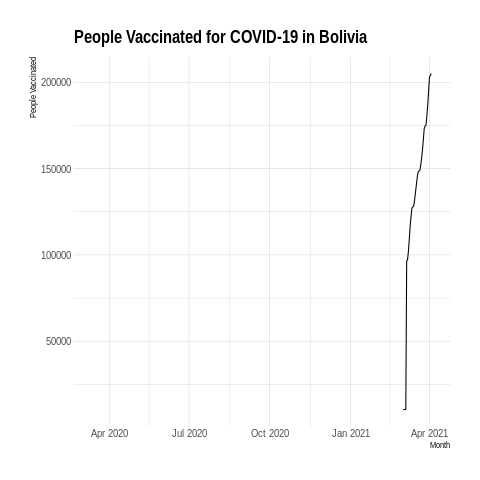 People Vaccinated for COVID-19 in Bolivia
People Vaccinated
200000
150000
100000
50000
Apr 2020 Jul 2020 Oct 2020 Jan 2021 Apr 2021
Month